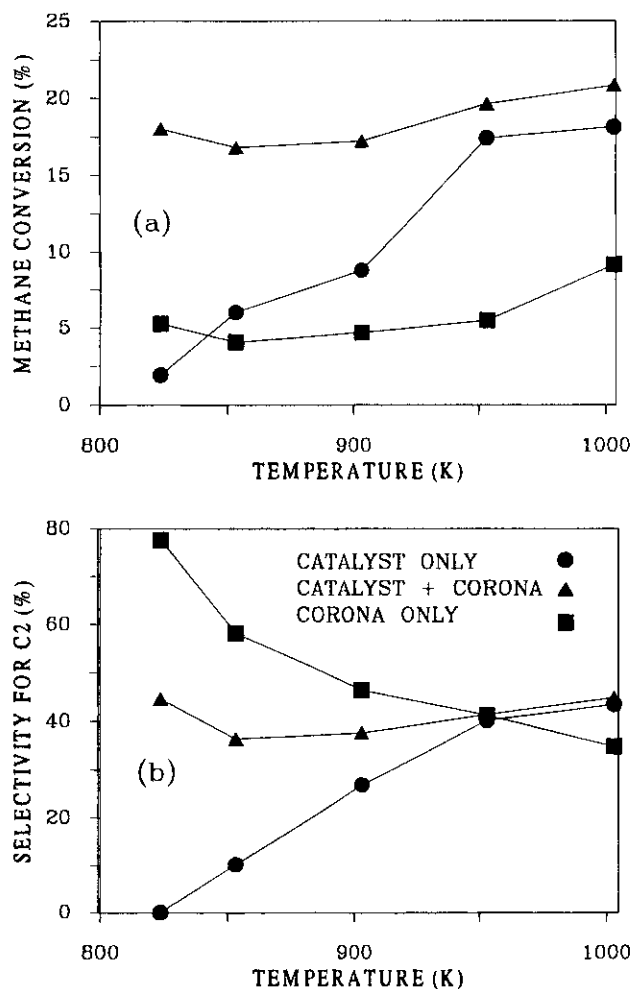 25
20
15
10
5
0
METHANE CONVERSION (%)
(a)
800
900
1000
TEMPERATURE (K)
80
60
40
20
0
SELECTIVITY FOR C2 (%)
CATALYST ONLY
CATALYST + CORONA
CORONA ONLY
(b)
800
900
1000
TEMPERATURE (K)